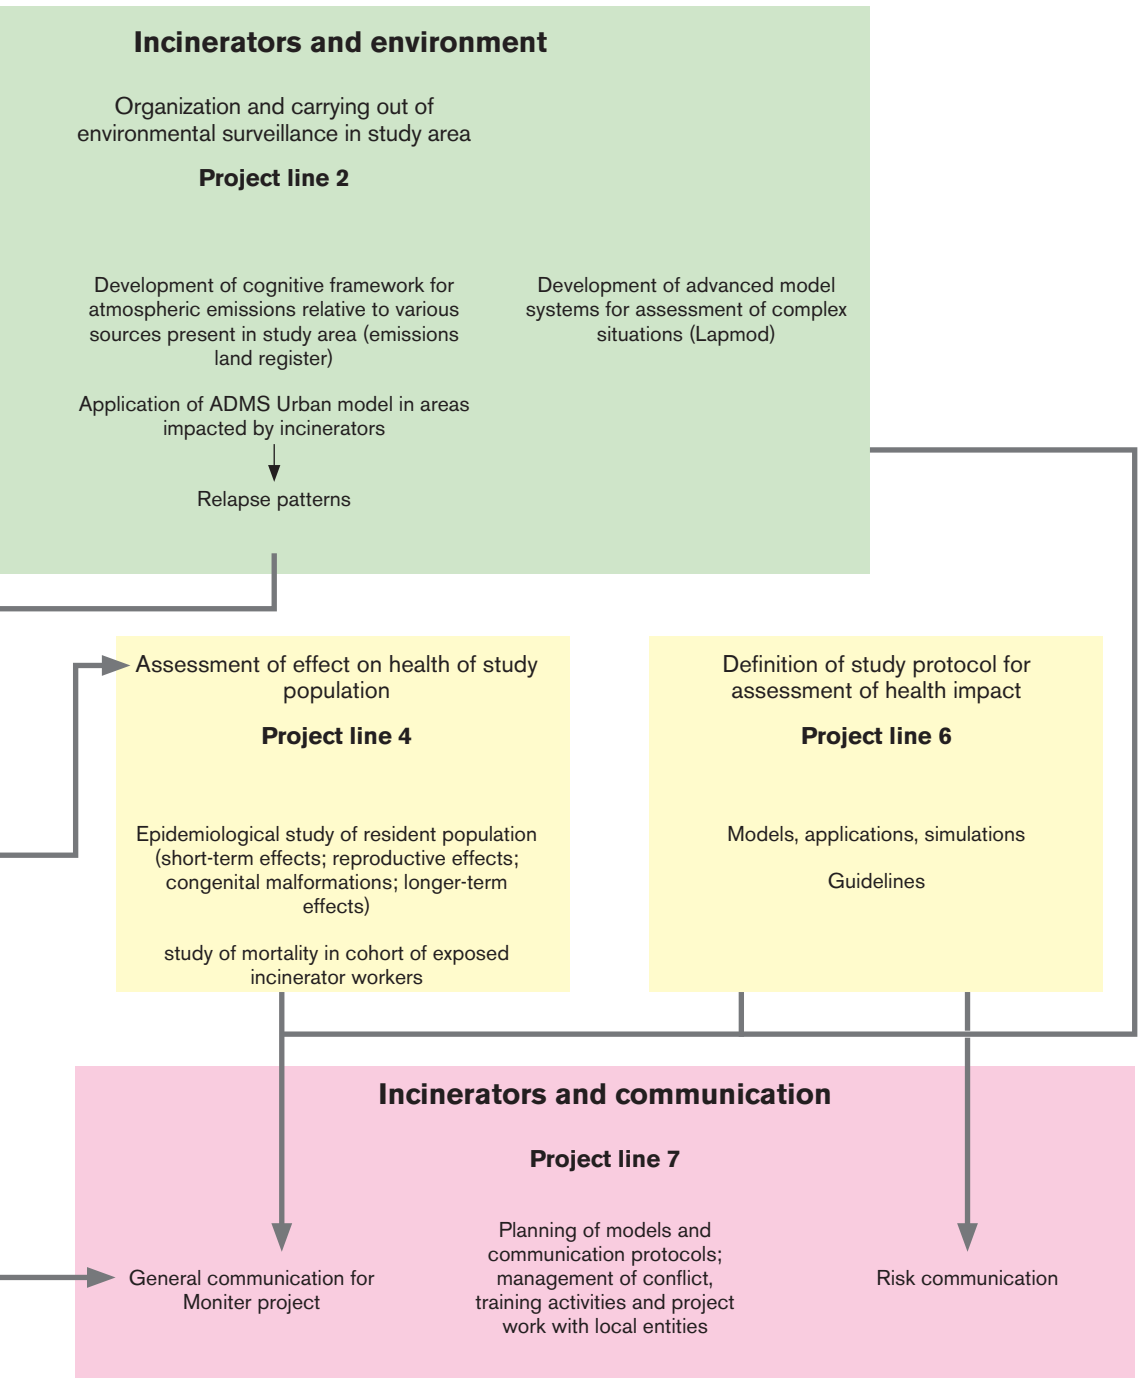 Incinerators and environment
Organization and carrying out of
environmental surveillance in study area
Project line 2
Development of cognitive framework for
atmospheric emissions relative to various
sources present in study area (emissions
land register)
Application of ADMS Urban model in areas
impacted by incinerators
Relapse patterns
Development of advanced model
systems for assessment of complex
situations (Lapmod)
Assessment of effect on health of study
population
Project line 4
Epidemiological study of resident population
(short-term effects; reproductive effects;
congenital malformations; longer-term
effects)
study of mortality in cohort of exposed
incinerator workers
Definition of study protocol for
assessment of health impact
Project line 6
Models, applications, simulations
Guidelines
Incinerators and communication
Project line 7
General communication for
Moniter project
Planning of models and
communication protocols;
management of conflict,
training activities and project
work with local entities
Risk communication